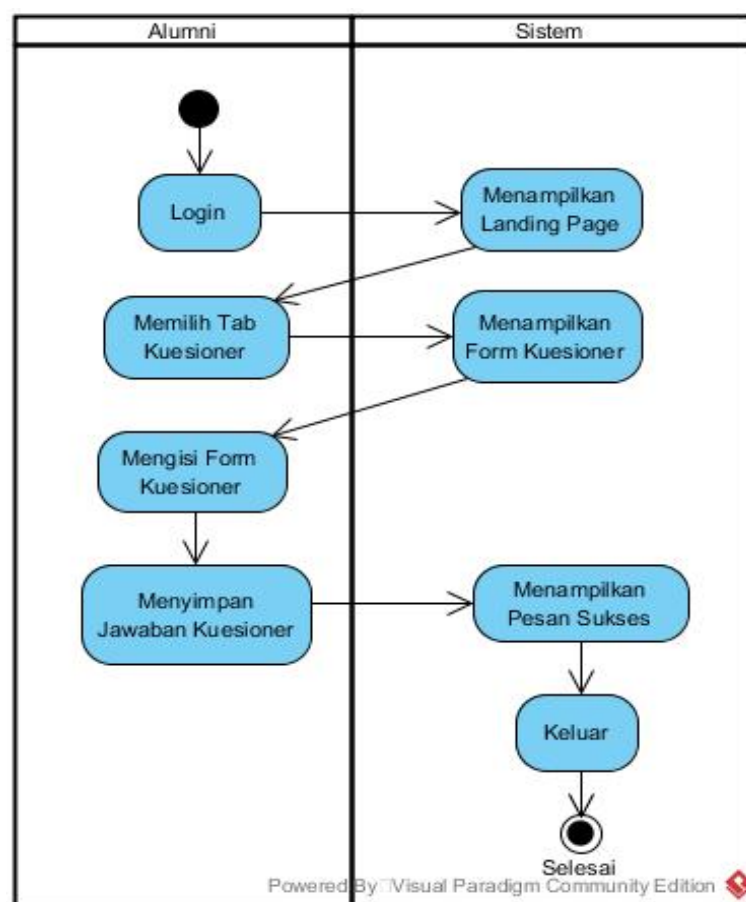 Alumni
Sistem
Login
Menampilkan
Landing Page
Memilih Tab
Kuesioner
Menampilkan
Form Kuesioner
Mengisi Form
Kuesioner
Menyimpan
Jawaban Kuesioner
Menampilkan
Pesan Sukses
Keluar
Selesai
Powered By Visual Paradigm Community Edition